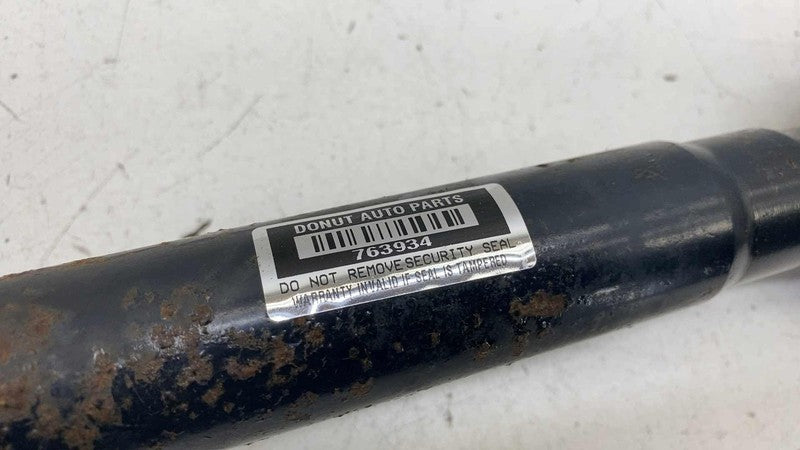 DONUT AUTO PARTS
763934
DO NOT REMOVE SECURITY SEAL
WARRANTY INVALID IF SEAL IS TAMPERED